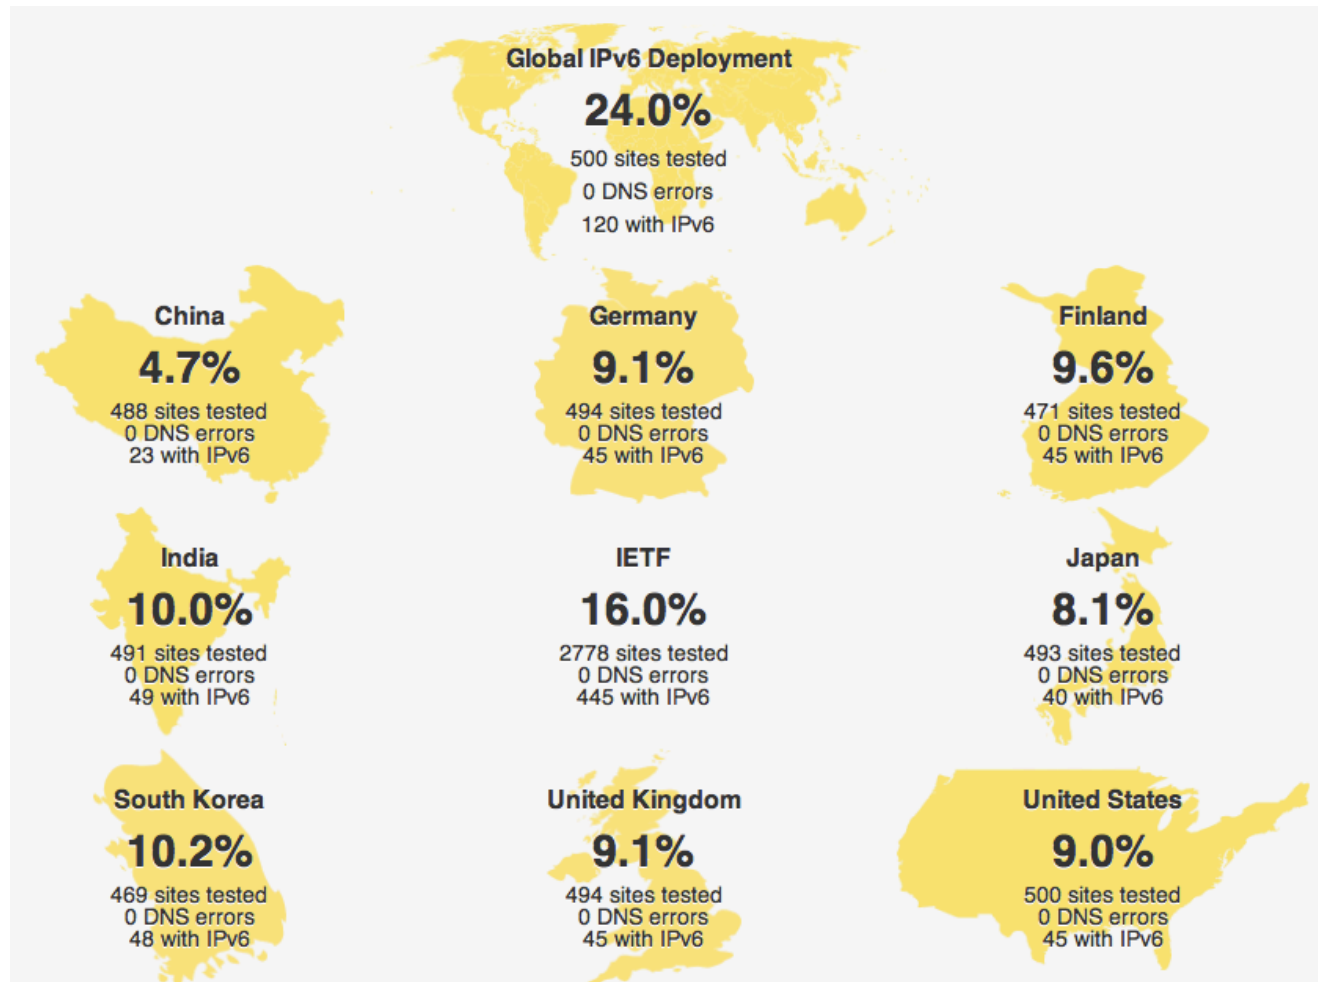 Global IPv6 Deployment
24.0%
500 sites tested
0 DNS errors
120 with IPv6
China
4.7%
488 sites tested
0 DNS errors
23 with IPv6
Germany
9.1%
494 sites tested
0 DNS errors
45 with IPv6
Finland
9.6%
471 sites tested
0 DNS errors
45 with IPv6
India
10.0%
491 sites tested
0 DNS errors
49 with IPv6
IETF
16.0%
2778 sites tested
0 DNS errors
445 with IPv6
Japan
8.1%
493 sites tested
0 DNS errors
40 with IPv6
South Korea
10.2%
469 sites tested
0 DNS errors
48 with IPv6
United Kingdom
9.1%
494 sites tested
0 DNS errors
45 with IPv6
United States
9.0%
500 sites tested
0 DNS errors
45 with IPv6